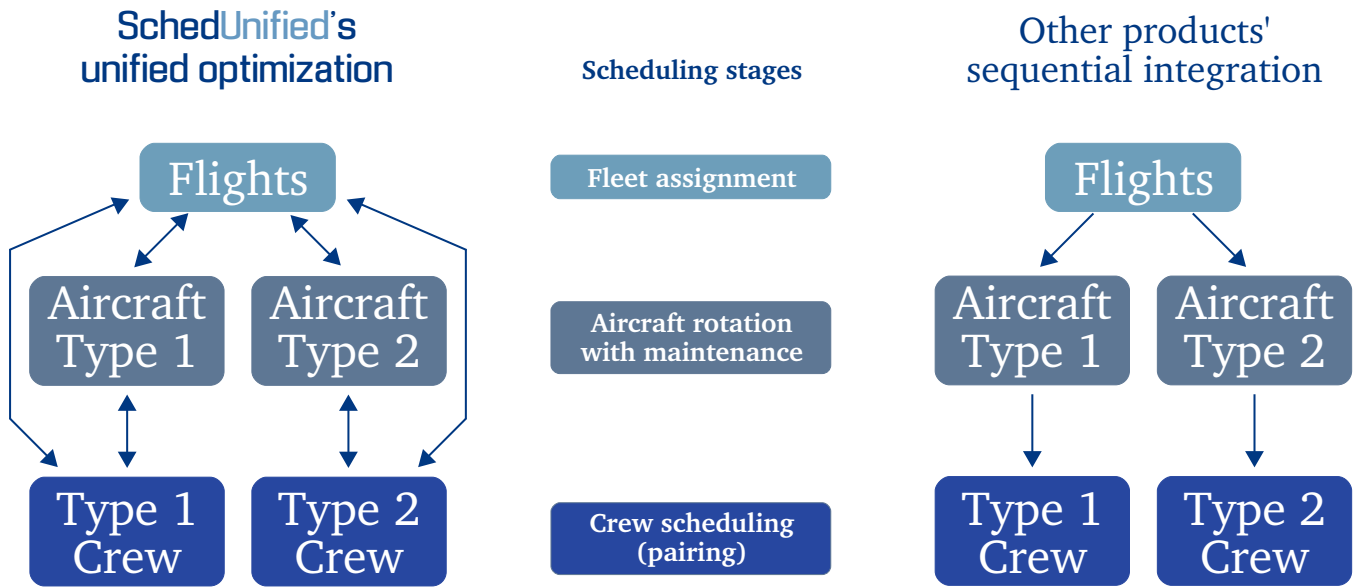 SchedUnified's
unified optimization
Scheduling stages
Other products'
sequential integration
Flights
Fleet assignment
Flights
Aircraft
Type 1
Aircraft
Type 2
Aircraft rotation
with maintenance
Aircraft
Type 1
Aircraft
Type 2
Type 1
Crew
Type 2
Crew
Crew scheduling
(pairing)
Type 1
Crew
Type 2
Crew